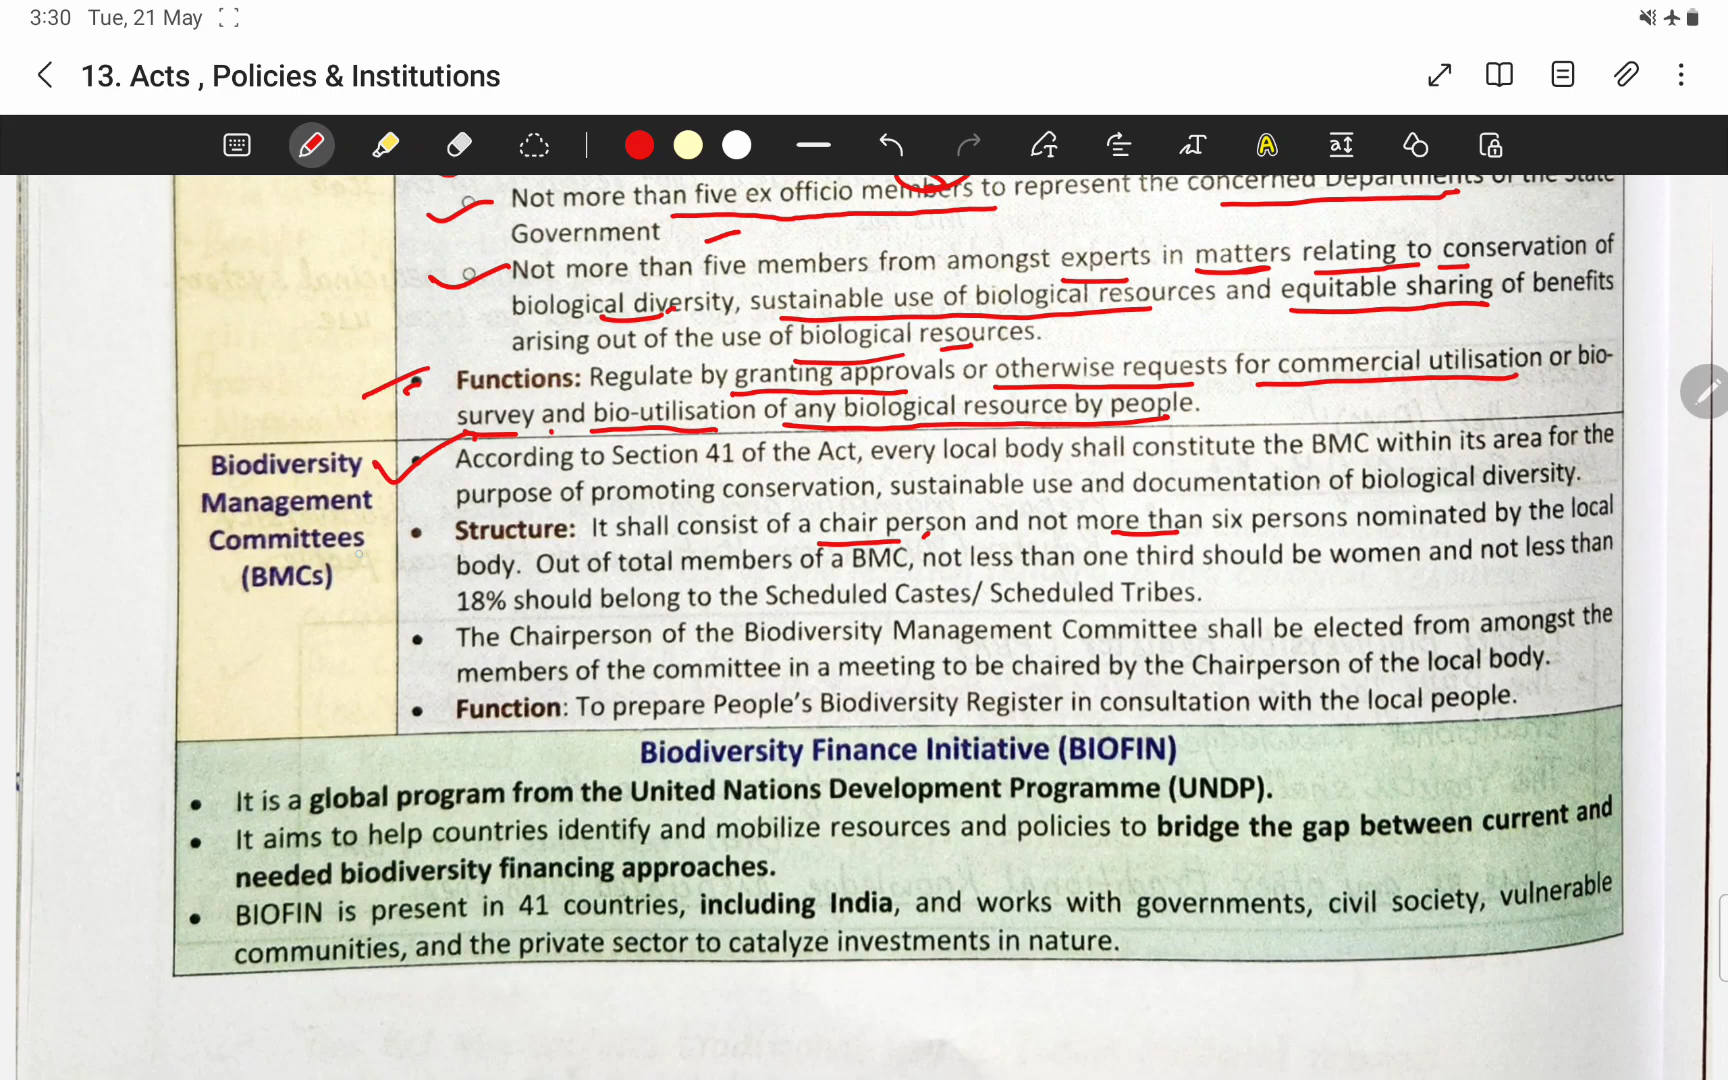 3:30 Tue, 21 May
13. Acts , Policies & Institutions
Not more than five ex officio members to represent the concerned Departments of the State
Government
Not more than five members from amongst experts in matters relating to conservation of
biological diversity, sustainable use of biological resources and equitable sharing of benefits
arising out of the use of biological resources.
Functions: Regulate by granting approvals or otherwise requests for commercial utilisation or bio-
survey and bio-utilisation of any biological resource by people.
Biodiversity
Management
Committees
(BMCs)
According to Section 41 of the Act, every local body shall constitute the BMC within its area for the
purpose of promoting conservation, sustainable use and documentation of biological diversity.
Structure: It shall consist of a chair person and not more than six persons nominated by the local
body. Out of total members of a BMC, not less than one third should be women and not less than
18% should belong to the Scheduled Castes/ Scheduled Tribes.
The Chairperson of the Biodiversity Management Committee shall be elected from amongst the
members of the committee in a meeting to be chaired by the Chairperson of the local body.
Function: To prepare People's Biodiversity Register in consultation with the local people.
Biodiversity Finance Initiative (BIOFIN)
It is a global program from the United Nations Development Programme (UNDP).
It aims to help countries identify and mobilize resources and policies to bridge the gap between current and
needed biodiversity financing approaches.
BIOFIN is present in 41 countries, including India, and works with governments, civil society, vulnerable
communities, and the private sector to catalyze investments in nature.